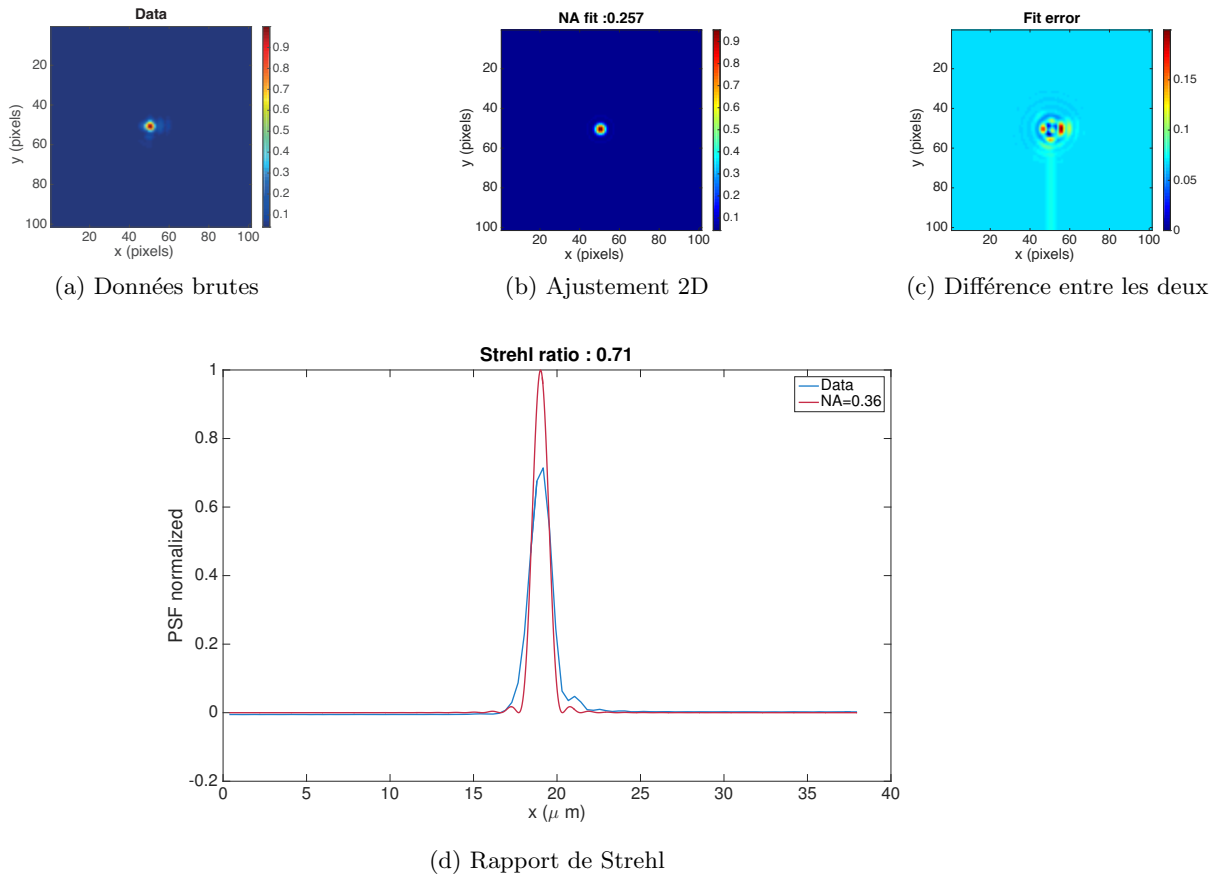 Data
y (pixels)
20
40
60
80
100
20 40 60 80 100
x (pixels)
0.9
0.8
0.7
0.6
0.5
0.4
0.3
0.2
0.1
(a) Données brutes
NA fit :0.257
y (pixels)
20
40
60
80
100
20 40 60 80 100
x (pixels)
0.9
0.8
0.7
0.6
0.5
0.4
0.3
0.2
0.1
(b) Ajustement 2D
Fit error
y (pixels)
20
40
60
80
100
20 40 60 80 100
x (pixels)
0.15
0.1
0.05
0
(c) Différence entre les deux
Strehl ratio : 0.71
PSF normalized
1
0.8
0.6
0.4
0.2
0
-0.2
Data
NA=0.36
0 5 10 15 20 25 30 35 40
x (μ m)
(d) Rapport de Strehl